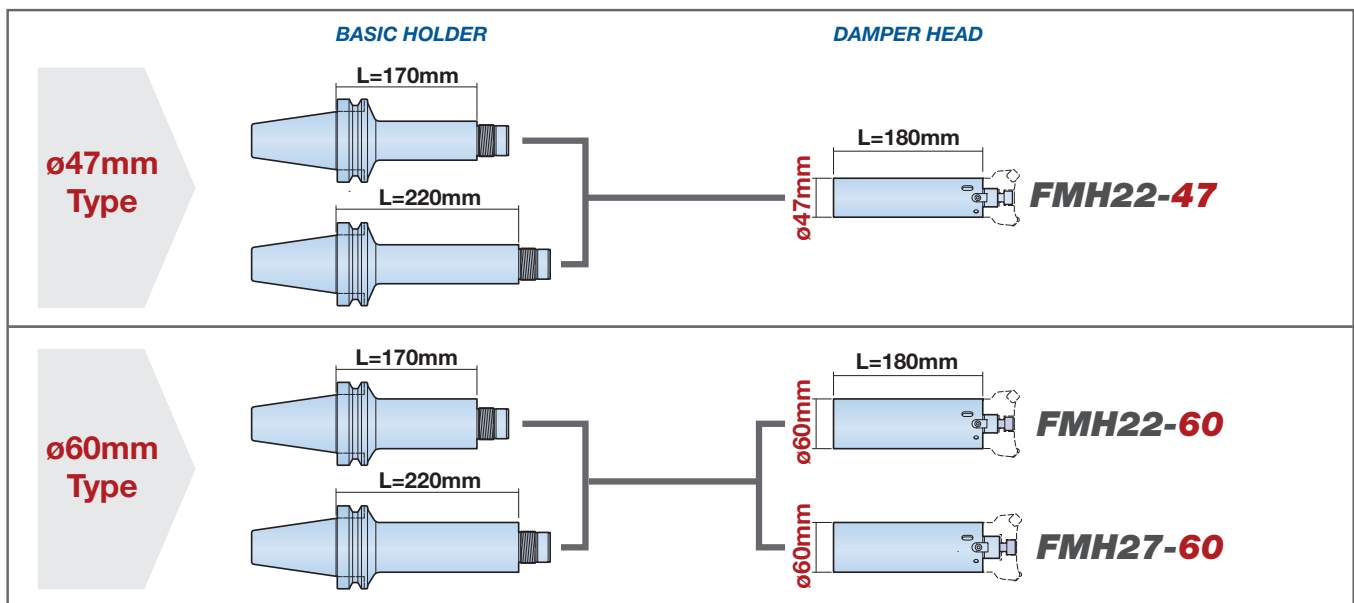 BASIC HOLDER
DAMPER HEAD
ø47mm
Type
L=170mm
L=220mm
L=180mm
ø47mm
FMH22-47
ø60mm
Type
L=170mm
L=220mm
L=180mm
ø60mm
FMH22-60
ø60mm
FMH27-60